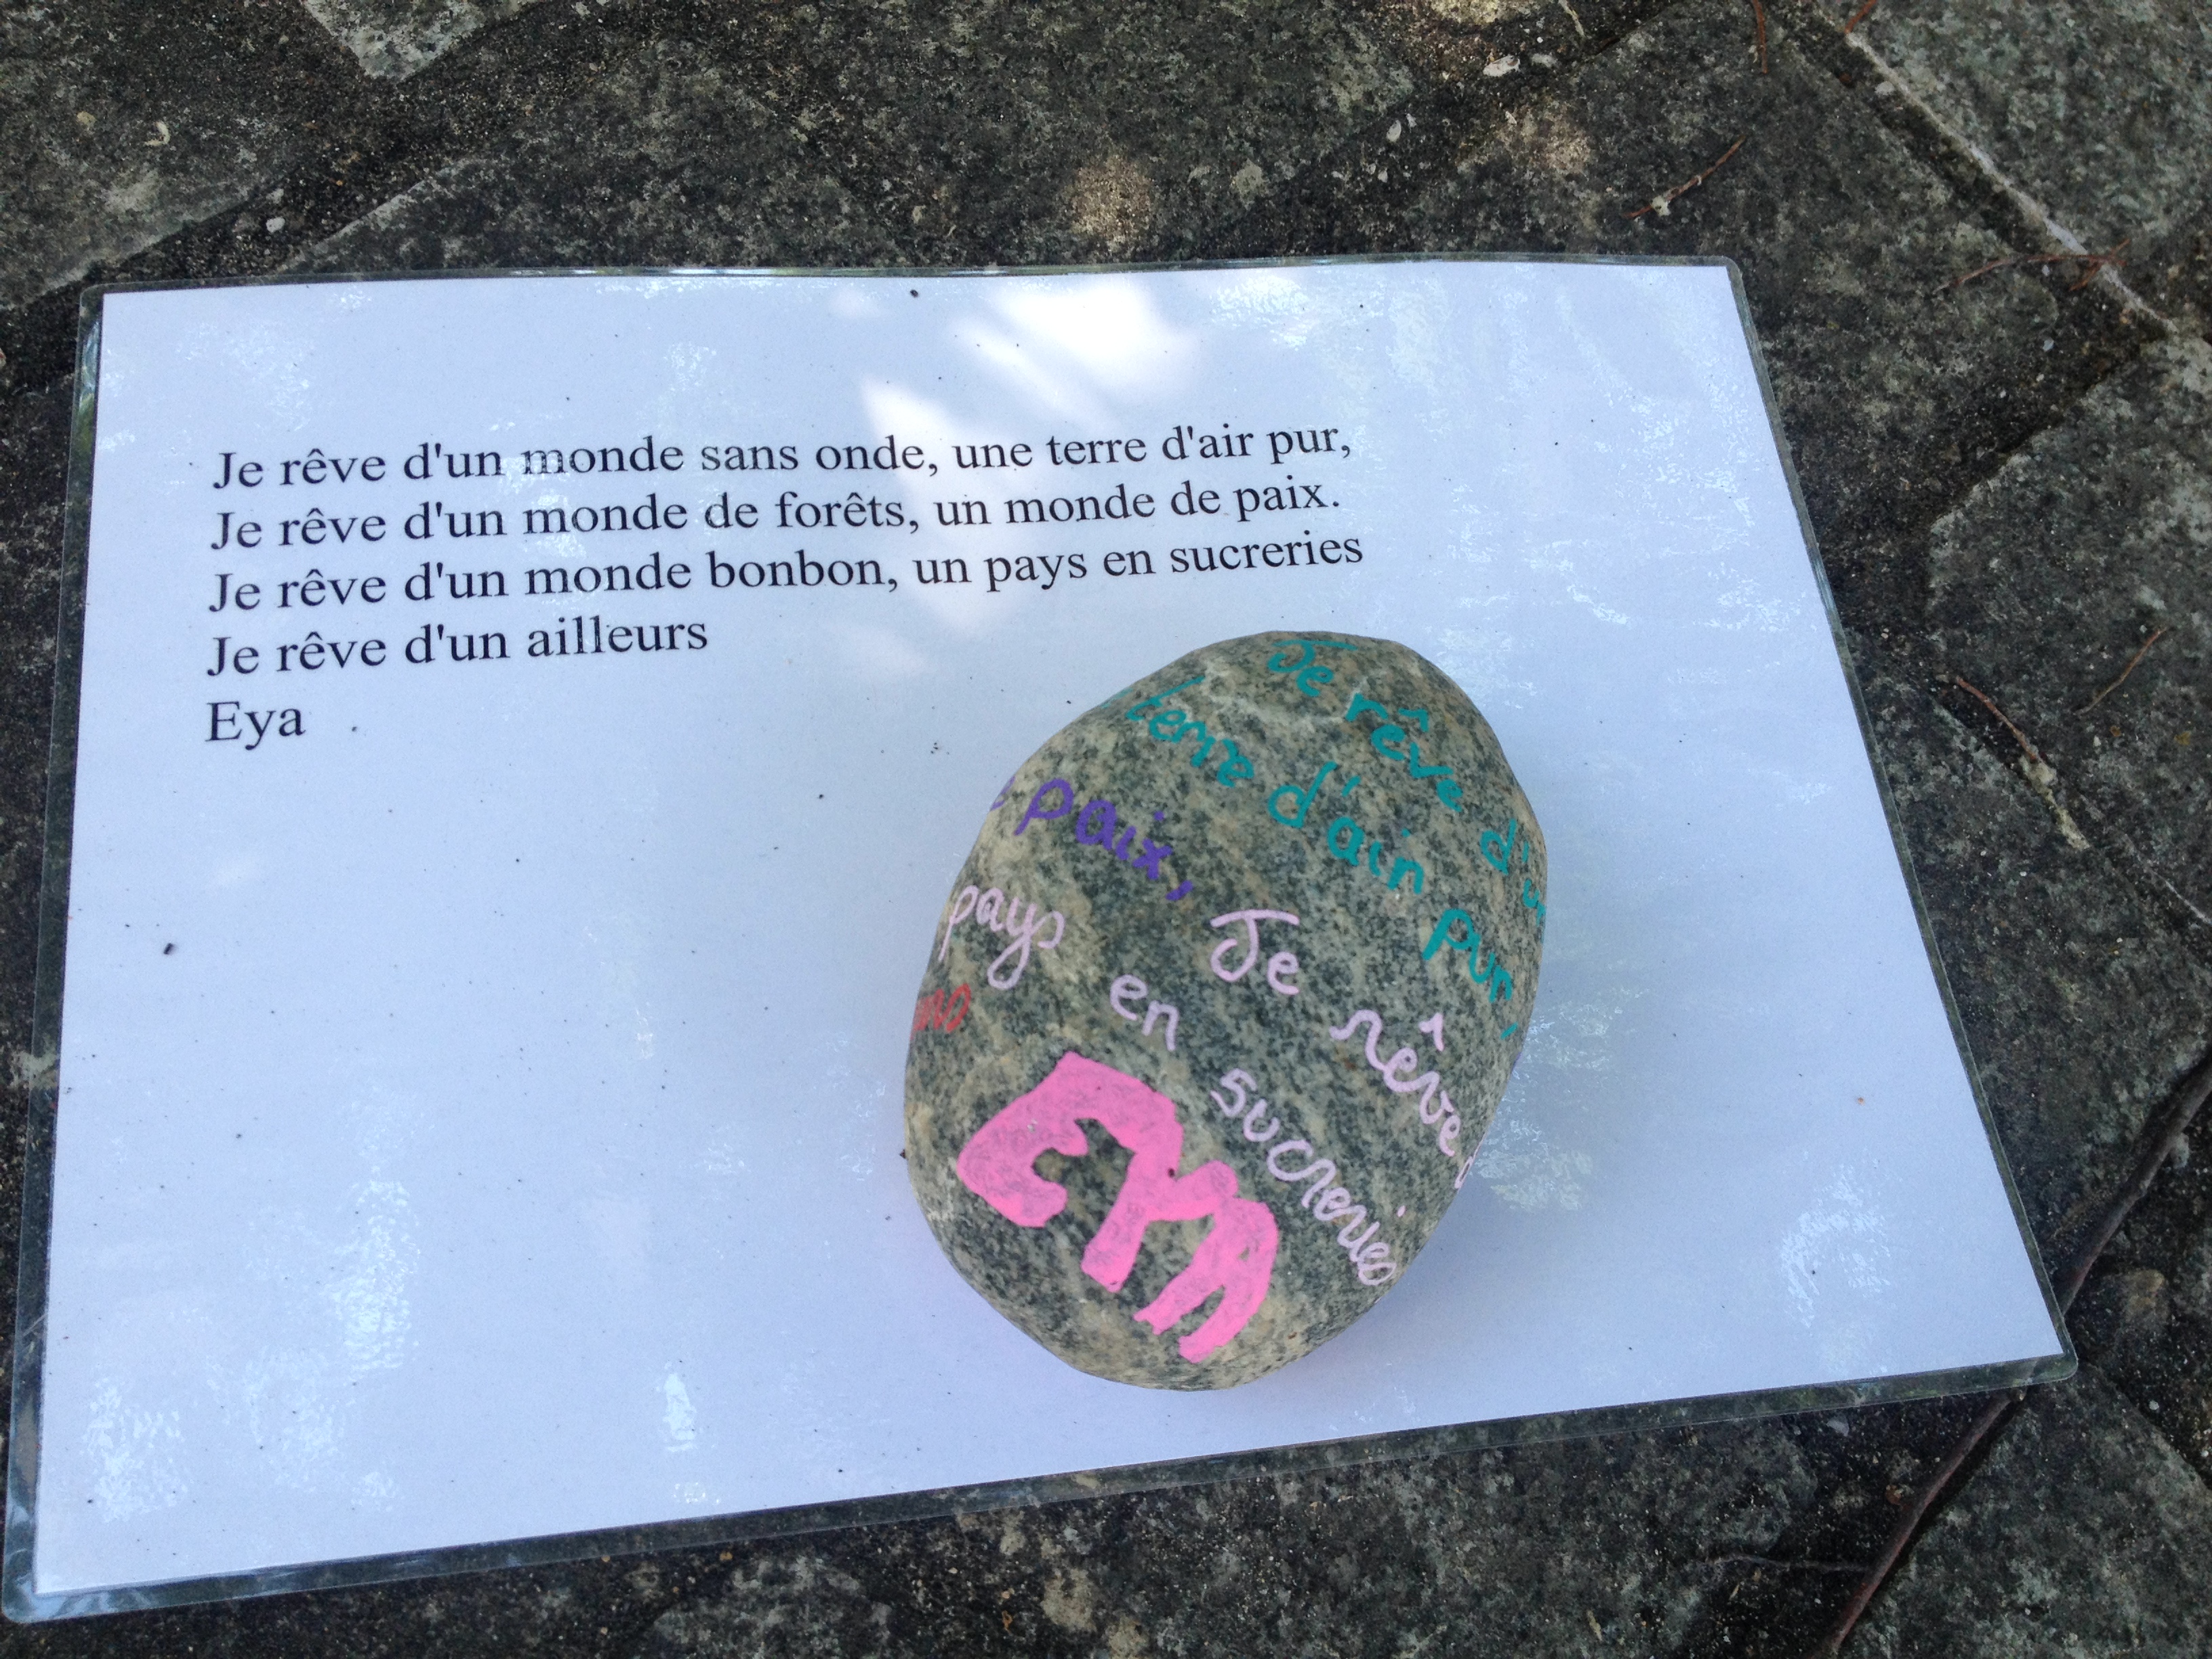 Je rêve d'un monde sans onde, une terre d'air pur,
Je rêve d'un monde de forêts, un monde de paix.
Je rêve d'un monde bonbon, un pays en sucreries
Je rêve d'un ailleurs
Eya
Je rêve d'un
terre d'air pur,
paix, Je rêve
pays en sucreries
EYA